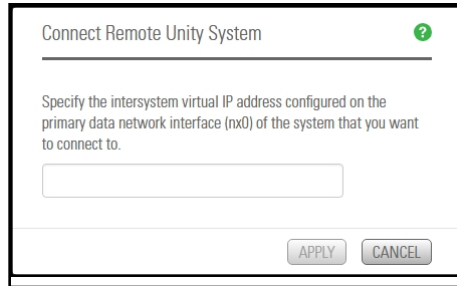 Connect Remote Unity System
?
Specify the intersystem virtual IP address configured on the
primary data network interface (nx0) of the system that you want
to connect to.
APPLY CANCEL